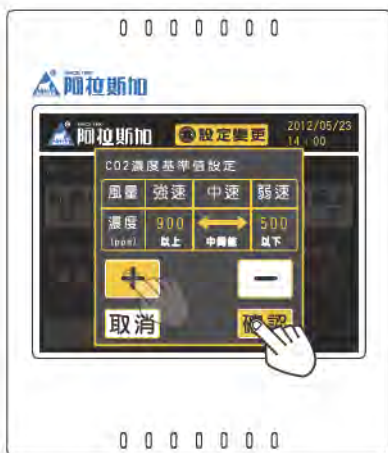 阿拉斯加
SINCE 1981
阿拉斯加 設定變更 2012/05/23
14:00
CO2濃度基準值設定
風量 強速 中速 弱速
濃度 900 500
(ppm) 以上 中間值 以下
+ -
取消 確認